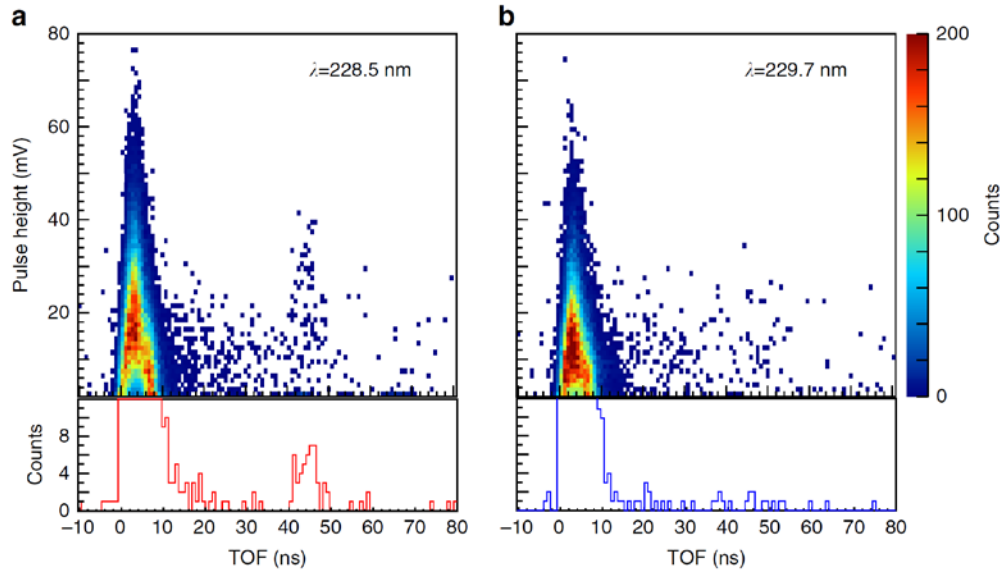 a
b
80
60
40
20
Pulse height (mV)
λ=228.5 nm
λ=229.7 nm
200
100
0
Counts
8
4
0
Counts
−10 0 10 20 30 40 50 60 70 80
TOF (ns)
−10 0 10 20 30 40 50 60 70 80
TOF (ns)